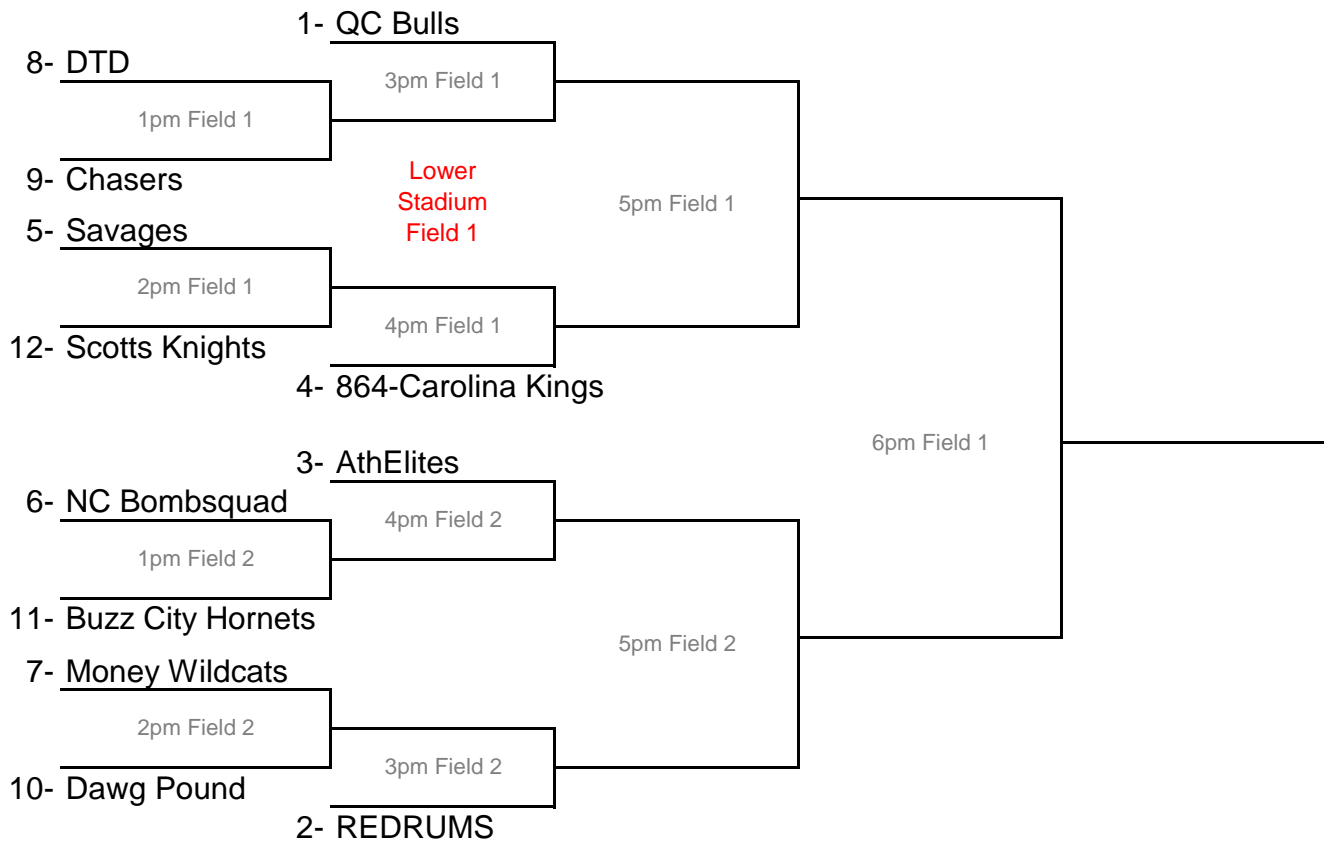 1- QC Bulls
8- DTD
3pm Field 1
1pm Field 1
9- Chasers
Lower
Stadium
Field 1
5pm Field 1
5- Savages
2pm Field 1
4pm Field 1
12- Scotts Knights
4- 864-Carolina Kings
6pm Field 1
3- AthElites
6- NC Bombsquad
4pm Field 2
1pm Field 2
11- Buzz City Hornets
5pm Field 2
7- Money Wildcats
2pm Field 2
3pm Field 2
10- Dawg Pound
2- REDRUMS